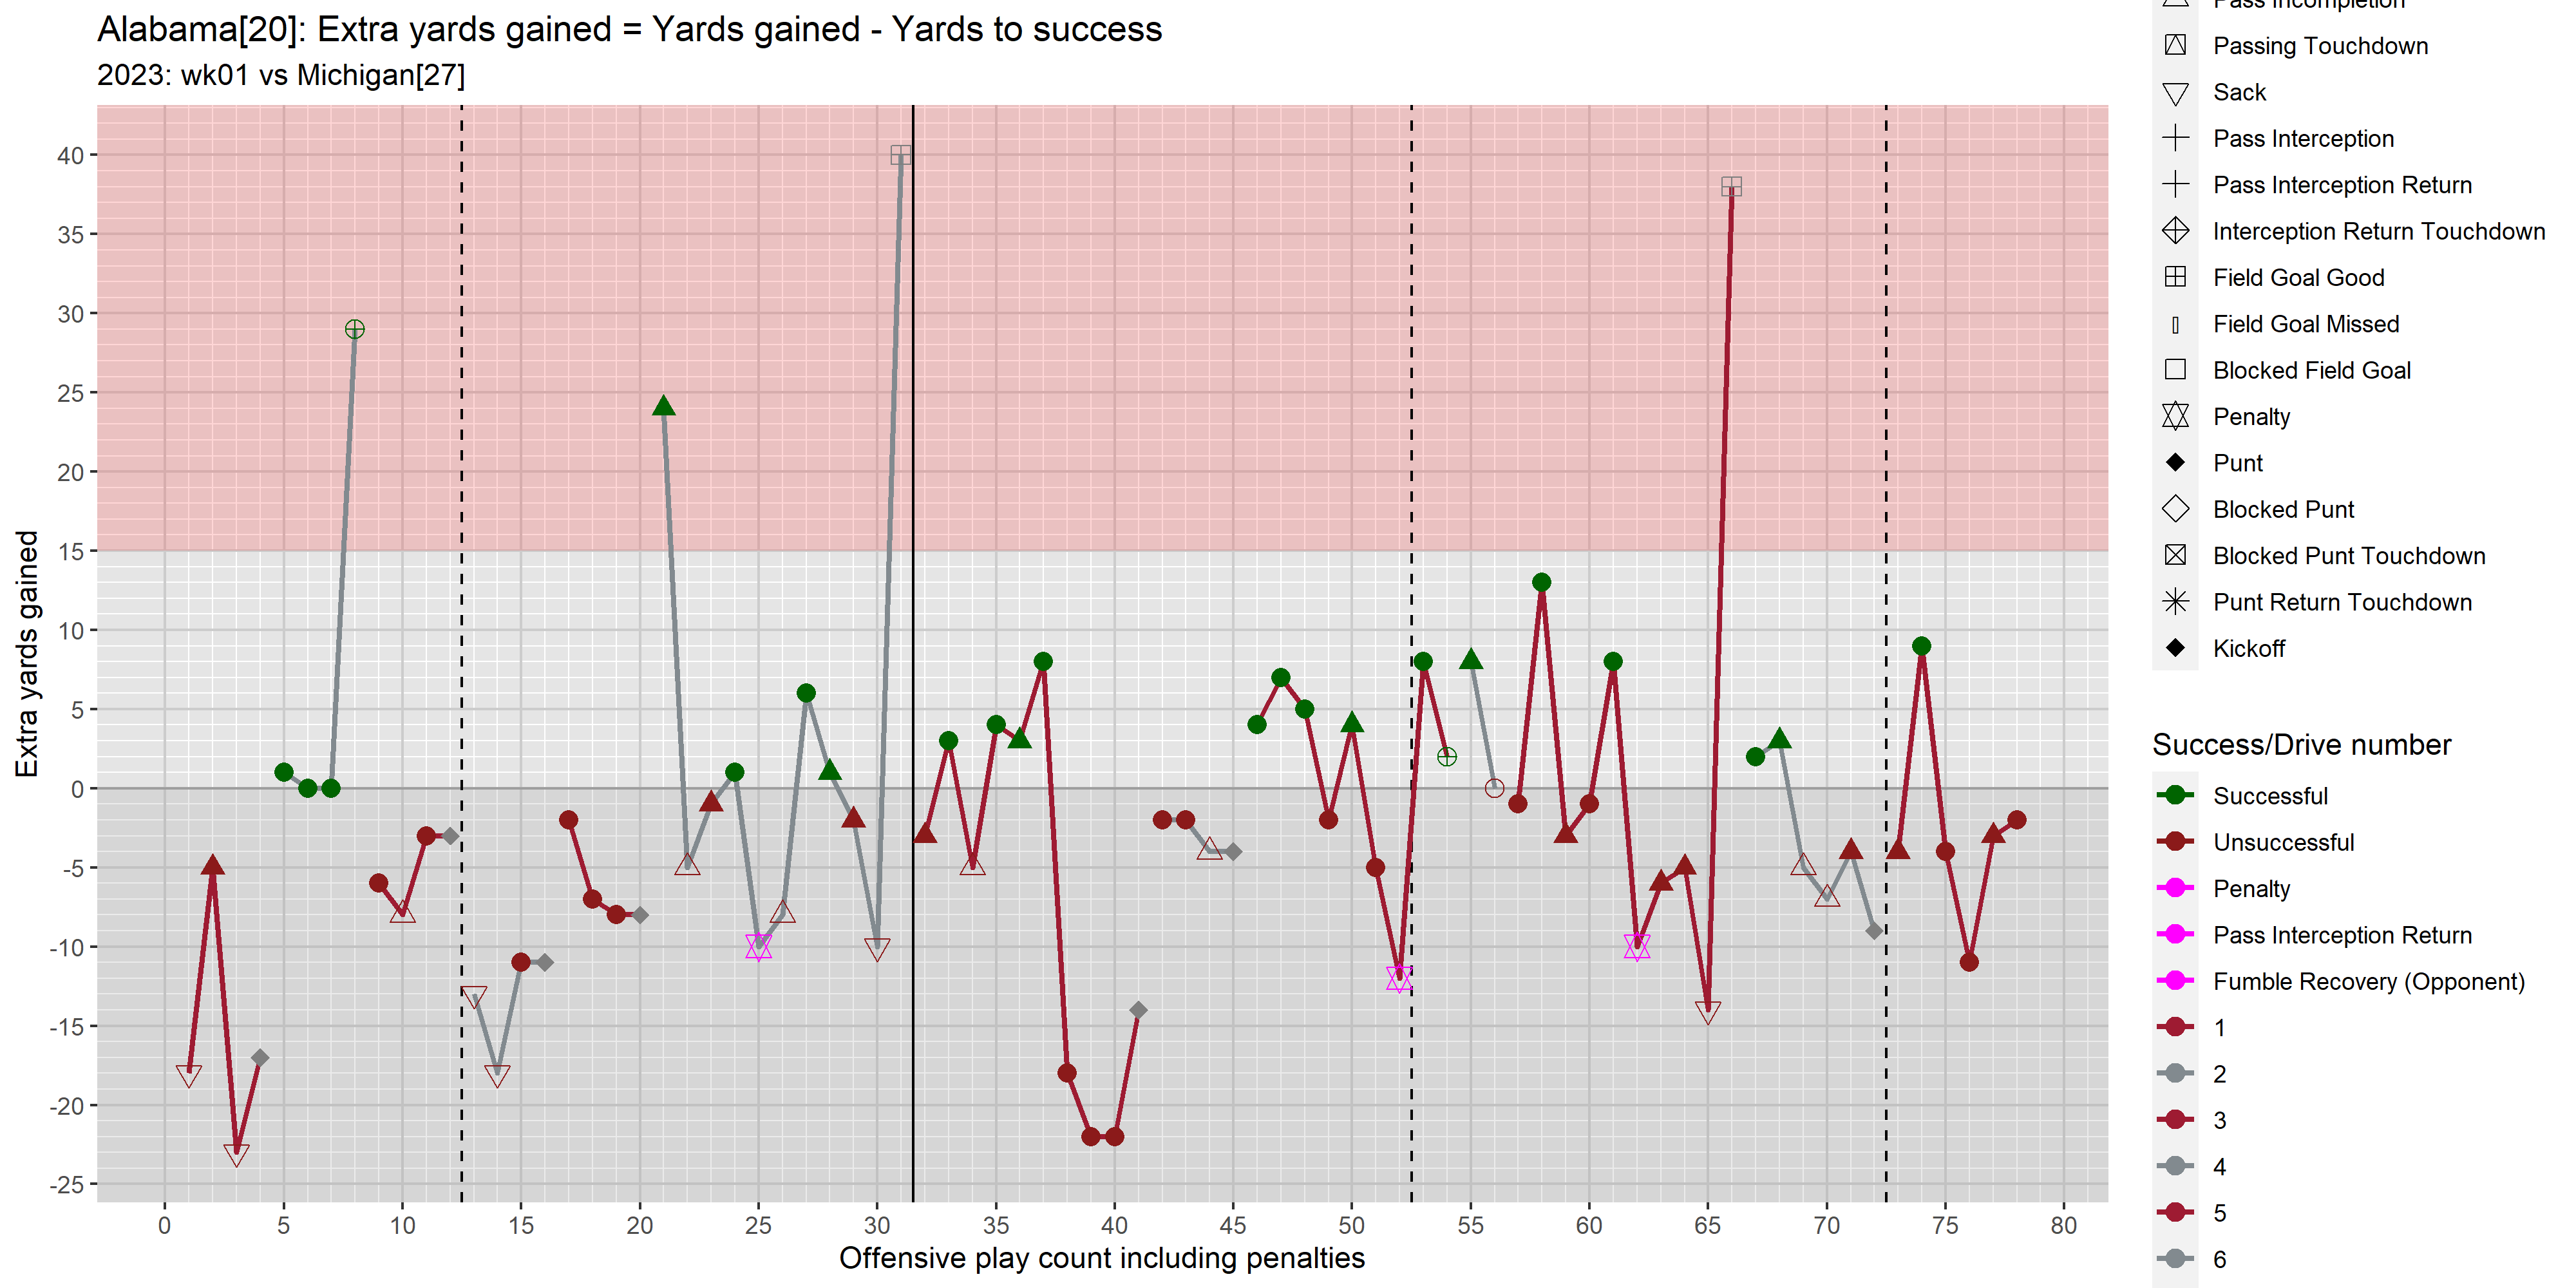 Alabama[20]: Extra yards gained = Yards gained - Yards to success
2023: wk01 vs Michigan[27]
Extra yards gained
40
35
30
25
20
15
10
5
0
-5
-10
-15
-20
-25
0 5 10 15 20 25 30 35 40 45 50 55 60 65 70 75 80
Offensive play count including penalties
Pass Incompletion
Passing Touchdown
Sack
Pass Interception
Pass Interception Return
Interception Return Touchdown
Field Goal Good
Field Goal Missed
Blocked Field Goal
Penalty
Punt
Blocked Punt
Blocked Punt Touchdown
Punt Return Touchdown
Kickoff
Success/Drive number
Successful
Unsuccessful
Penalty
Pass Interception Return
Fumble Recovery (Opponent)
1
2
3
4
5
6